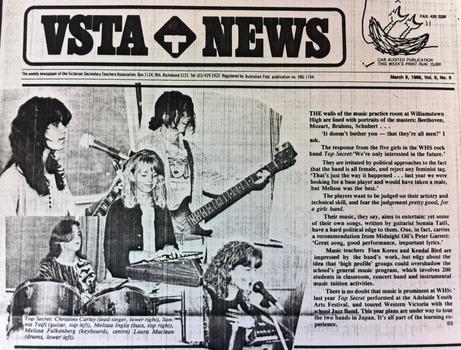 VSTA NEWS
The weekly newspaper of the Victorian Secondary Teachers Association. Box 1124, Nth. Richmond 3121. Tel (03) 429 2422 Registered by Australian Post. publication no. VBG 1764.
FAX: 429 3289
CAB AUDITED PUBLICATION
THIS WEEK'S PRINT RUN
March 9, 1988, Vol. 9, No. 6
THE walls of the music practice room at Williamstown
High are lined with portraits of the masters: Beethoven,
Mozart, Brahms, Schubert . . .
'It doesn't bother you — that they're all men?' I
ask.
The response from the five girls in the WHS rock
band Top Secret: 'We're only interested in the future.'
They are irritated by political approaches to the fact
that the band is all female, and reject any feminist tag.
'That's just the way it happened . . . last year we were
looking for a base player and would have taken a male,
but Melissa was the best.'
The players want to be judged on their artistry and
technical skill, and fear the judgement pretty good, for
a girls band.
Their music, they say, aims to entertain; yet some
of their own songs, written by guitarist Sonnia Taifi,
have a hard political edge to them. One, in fact, carries
a recommendation from Midnight Oil's Peter Garrett:
'Great song, good performance, important lyrics.'
Music teachers Finn Koren and Kendal Bird are
impressed by the band's work, but edgy about the
idea that 'high profile' groups could overshadow the
school's general music program, which involves 200
students in classroom, concert band and instrumental
music tuition activities.
There is no doubt that music is prominent at WHS:
last year Top Secret performed at the Adelaide Youth
Arts Festival, and toured Western Victoria with the
school Jazz Band. This year plans are under way to tour
the two bands in Japan. It's all part of the learning ex-
perience.
Top Secret: Christine Curley (lead singer, lower right), Son-
nia Taifi (guitar, top left), Melissa Inglis (bass, top right),
Melissa Falkenberg (keyboards, centre) Laura Maclean
(drums, lower left).